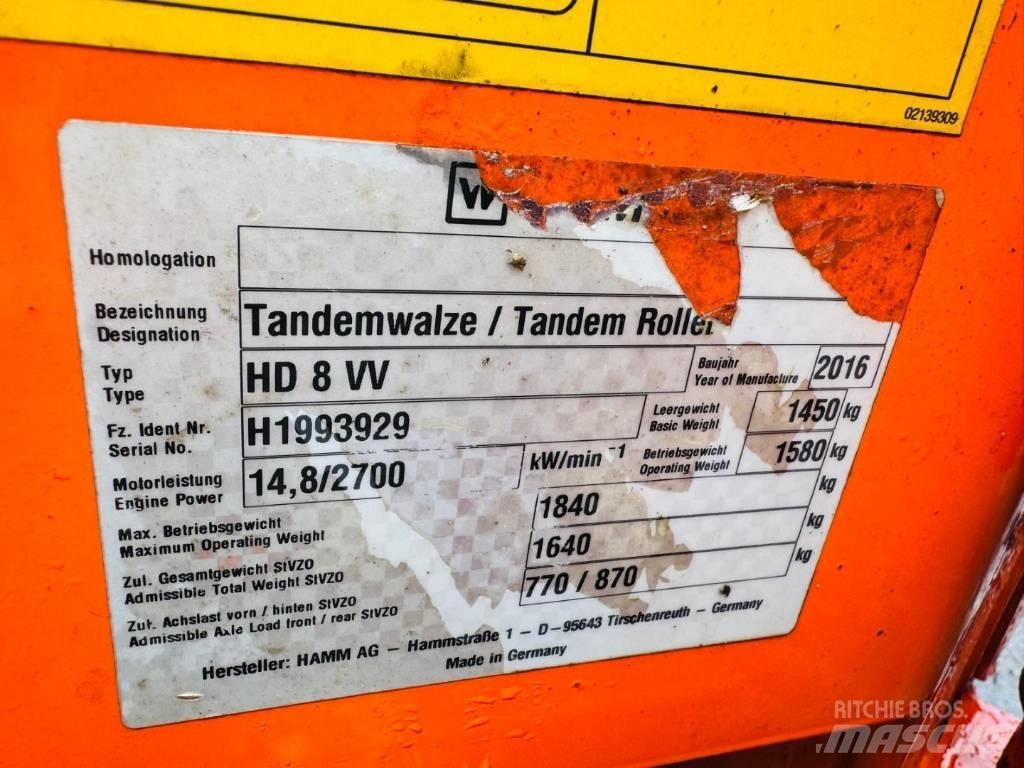 02139309
W
Homologation
Bezeichnung
Designation
Tandemwalze / Tandem Roller
Typ
Type
HD 8 VV
Baujahr
Year of Manufacture
2016
Fz. Ident Nr.
Serial No.
H1993929
Leergewicht
Basic Weight
1450 kg
Motorleistung
Engine Power
14,8/2700
kW/min -1
Betriebsgewicht
Operating Weight
1580 kg
Max. Betriebsgewicht
Maximum Operating Weight
1840
kg
Zul. Gesamtgewicht StVZO
Admissible Total Weight StVZO
1640
kg
Zul. Achslast vorn / hinten StVZO
Admissible Axle Load front / rear StVZO
770 / 870
kg
Hersteller: HAMM AG – Hammstraße 1 – D-95643 Tirschenreuth – Germany
Made in Germany
RITCHIE BROS.